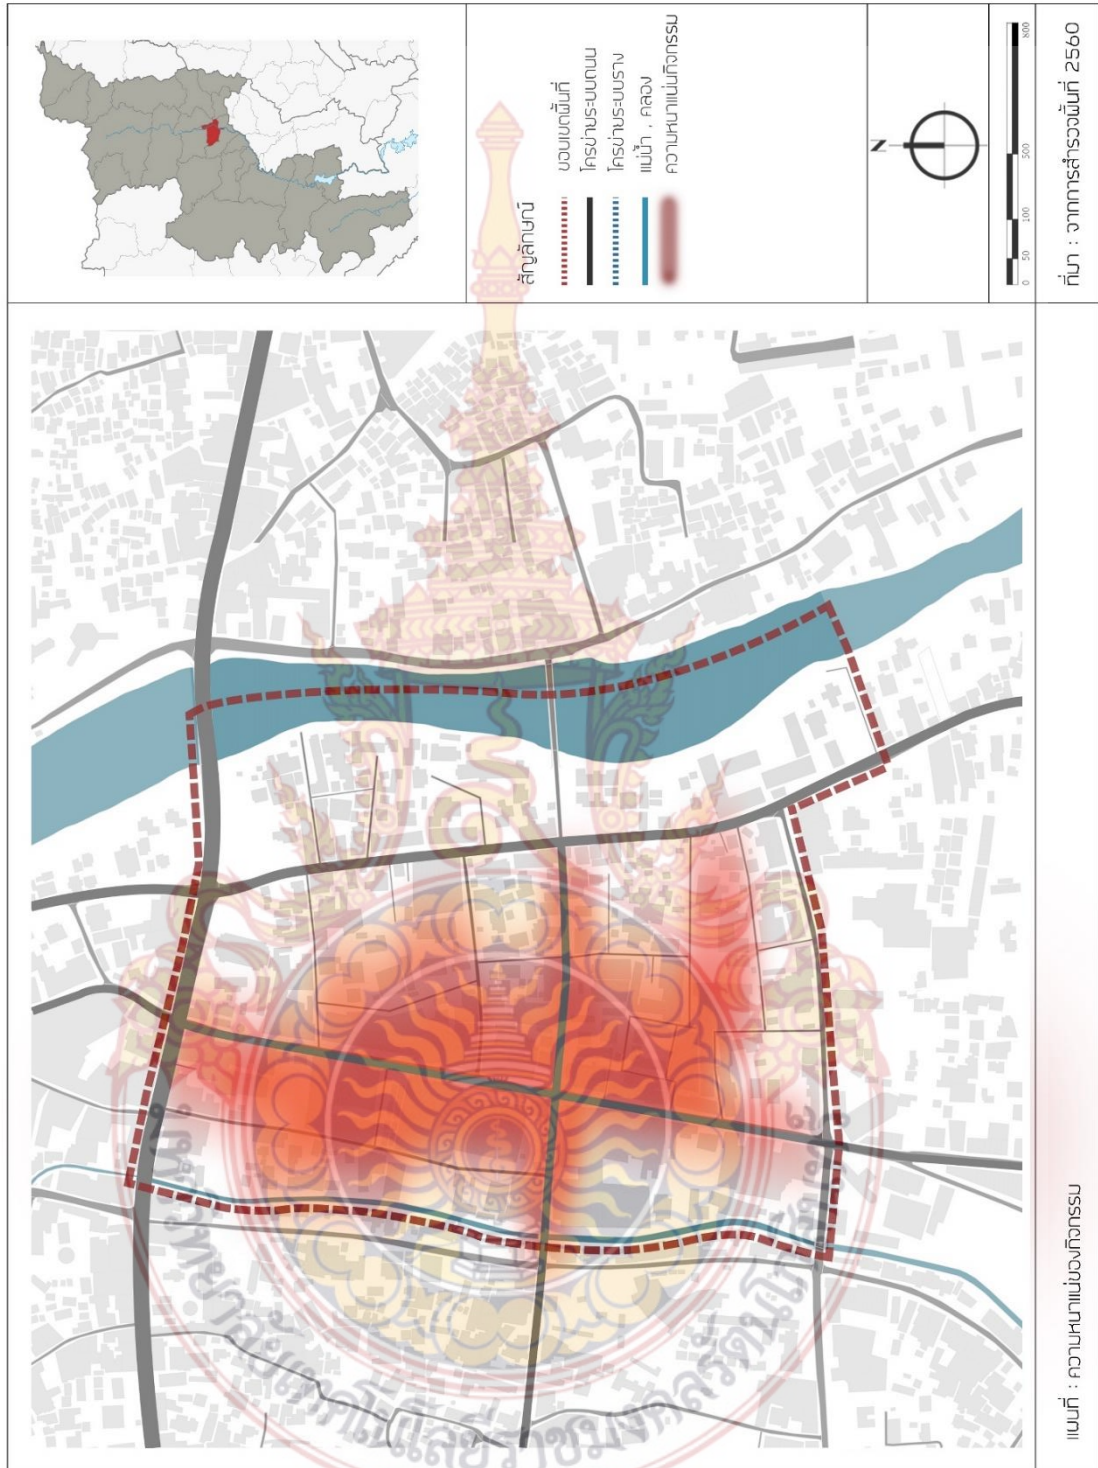 สัญลักษณ์
ขอบเขตพื้นที่
โครงข่ายระบบถนน
โครงข่ายระบบราง
แม่น้ำ , คลอง
ความหนาแน่นกิจกรรม
N
0 50 100 500 800
ที่มา : จากการสำรวจพื้นที่ 2560
แผนที่ : ความหนาแน่นของกิจกรรม